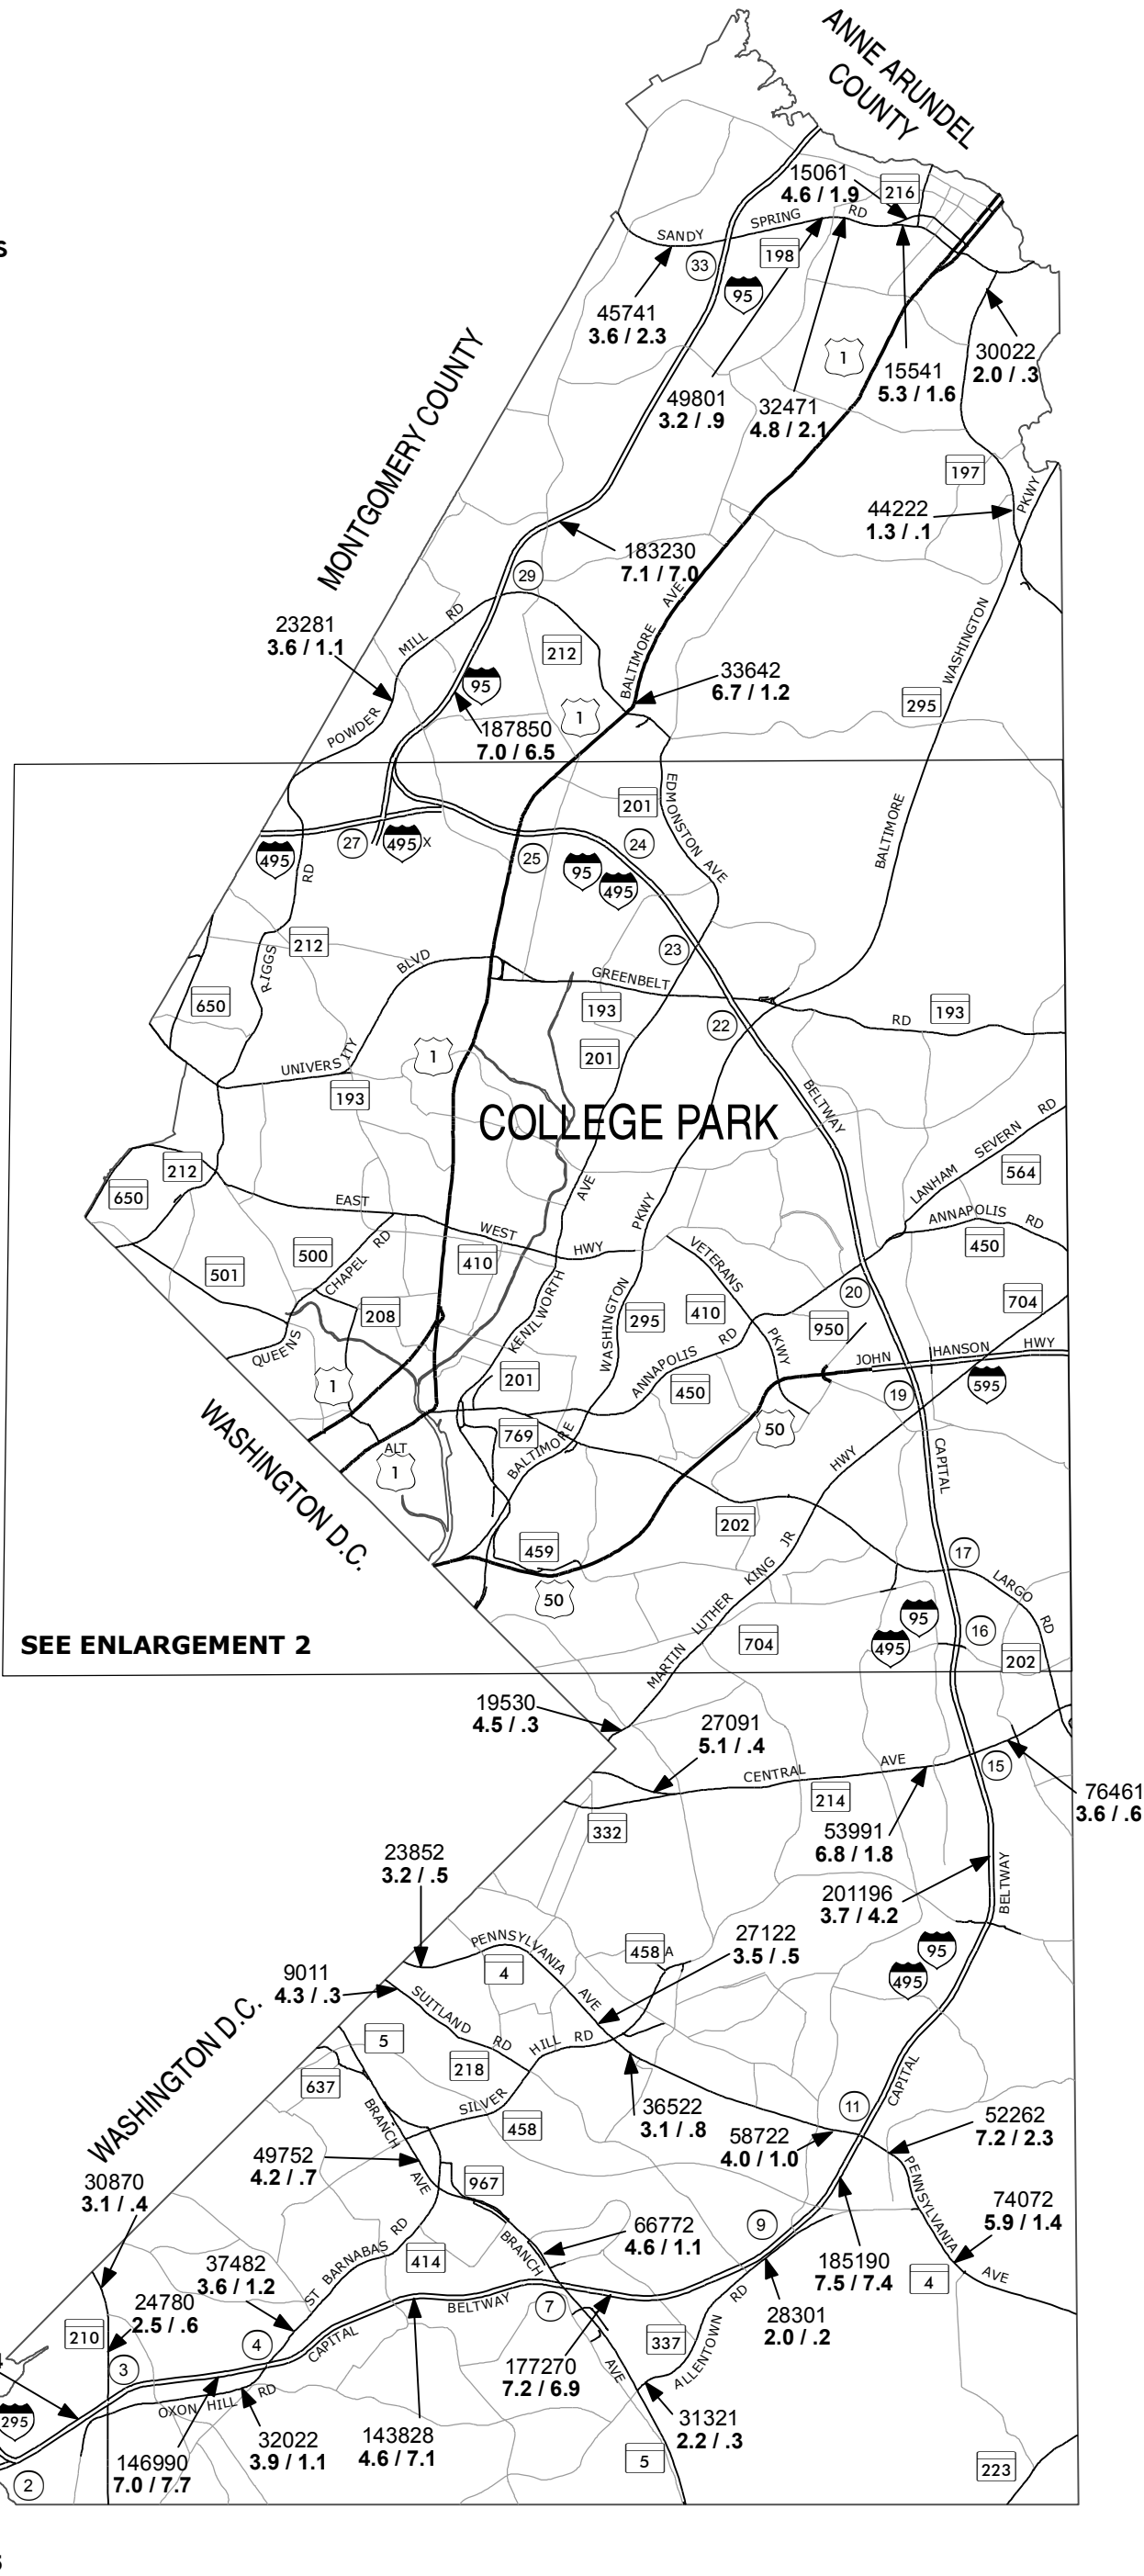 ANNE ARUNDEL
COUNTY
15061
4.6 / 1.9
216
SANDY
SPRING
RD
198
33
95
45741
3.6 / 2.3
1
30022
2.0 / .3
15541
5.3 / 1.6
49801
3.2 / .9
32471
4.8 / 2.1
MONTGOMERY COUNTY
197
44222
1.3 / .1
PKWY
183230
7.1 / 7.0
29
AVE
23281
3.6 / 1.1
MILL
RD
212
BALTIMORE
WASHINGTON
95
33642
6.7 / 1.2
295
1
POWDER
187850
7.0 / 6.5
201
EDMONSTON
AVE
BALTIMORE
27
495
495
X
25
24
95
495
RD
212
RIGGS
BLVD
23
GREENBELT
650
193
193
22
RD
UNIVERSITY
1
201
193
BELTWAY
COLLEGE PARK
RD
SEVERN
LANHAM
564
212
650
AVE
EAST
PKWY
ANNAPOLIS
RD
450
WEST
HWY
500
CHAPEL
RD
410
VETERANS
501
20
704
208
KENILWORTH
WASHINGTON
295
410
950
QUEENS
RD
PKWY
JOHN
HANSON
HWY
1
201
ANNAPOLIS
450
19
595
WASHINGTON D.C.
769
BALTIMORE
50
ALT
1
HWY
CAPITAL
202
459
JR
17
50
KING
LARGO
LUTHER
95
RD
16
SEE ENLARGEMENT 2
704
495
202
MARTIN
19530
4.5 / .3
27091
5.1 / .4
AVE
CENTRAL
15
214
76461
3.6 / .6
332
53991
6.8 / 1.8
23852
3.2 / .5
BELTWAY
201196
3.7 / 4.2
PENNSYLVANIA
27122
3.5 / .5
458
A
95
4
495
9011
4.3 / .3
AVE
SUITLAND
RD
WASHINGTON D.C.
5
HILL
RD
218
637
CAPITAL
SILVER
11
BRANCH
458
36522
3.1 / .8
52262
7.2 / 2.3
58722
4.0 / 1.0
49752
4.2 / .7
AVE
967
PENNSYLVANIA
30870
3.1 / .4
74072
5.9 / 1.4
9
66772
4.6 / 1.1
BRANCH
RD
BARNABAS
414
37482
3.6 / 1.2
185190
7.5 / 7.4
4
AVE
ST
RD
24780
2.5 / .6
BELTWAY
7
28301
2.0 / .2
210
4
CAPITAL
337
ALLENTOWN
3
177270
7.2 / 6.9
AVE
OXON
HILL
RD
295
31321
2.2 / .3
146990
7.0 / 7.7
32022
3.9 / 1.1
143828
4.6 / 7.1
5
223
2